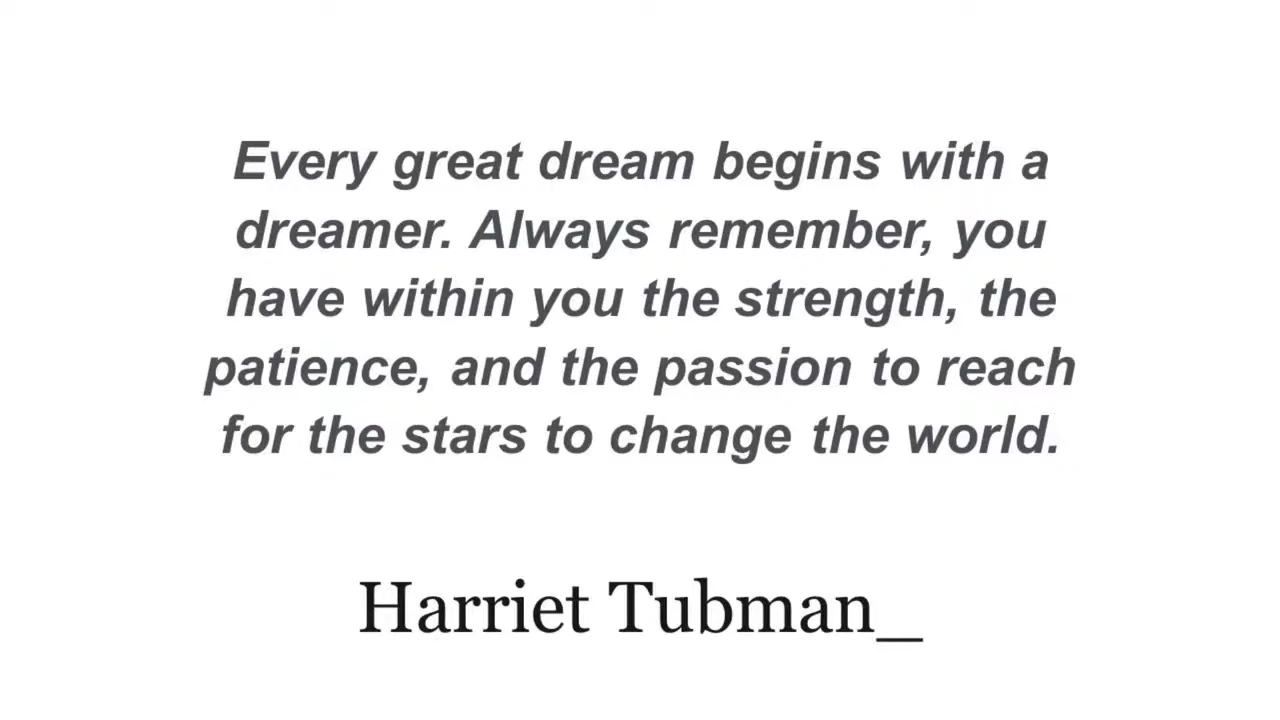 Every great dream begins with a
dreamer. Always remember, you
have within you the strength, the
patience, and the passion to reach
for the stars to change the world.
Harriet Tubman_